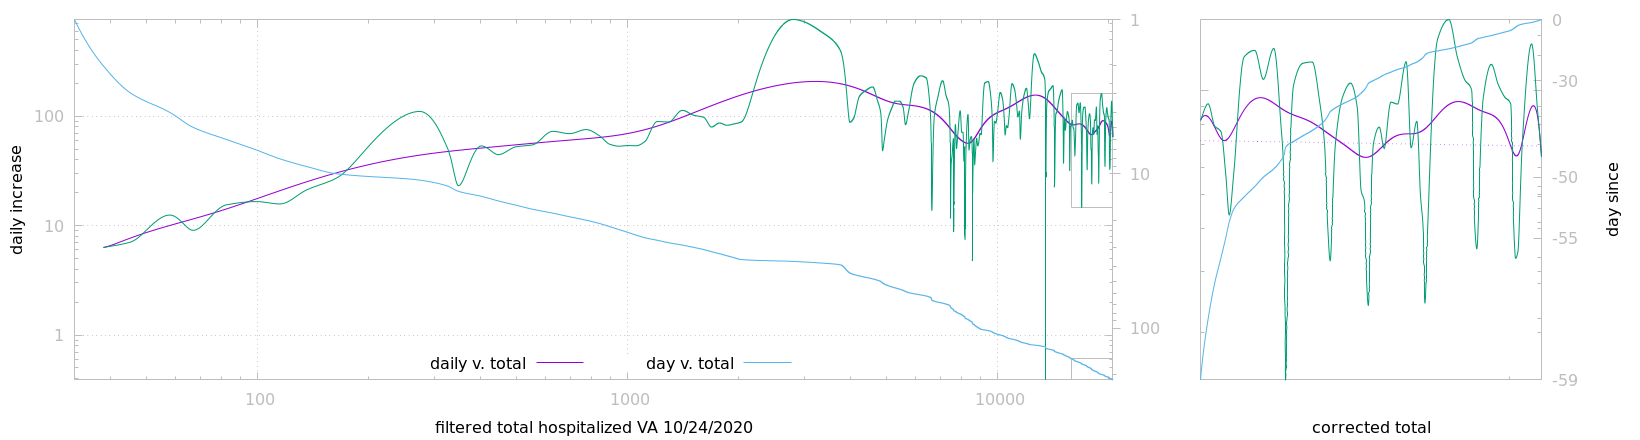 daily increase
100
10
1
100
1000
10000
1
10
100
daily v. total
day v. total
filtered total hospitalized VA 10/24/2020
0
-30
-50
-55
-59
day since
corrected total